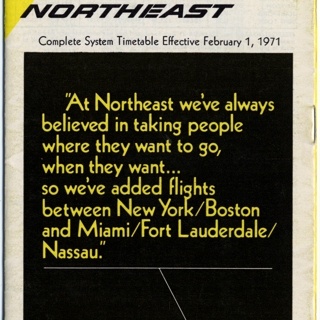 NORTHEAST
Complete System Timetable Effective February 1, 1971
"At Northeast we've always
believed in taking people
where they want to go,
when they want...
so we've added flights
between New York/Boston
and Miami/Fort Lauderdale/
Nassau."